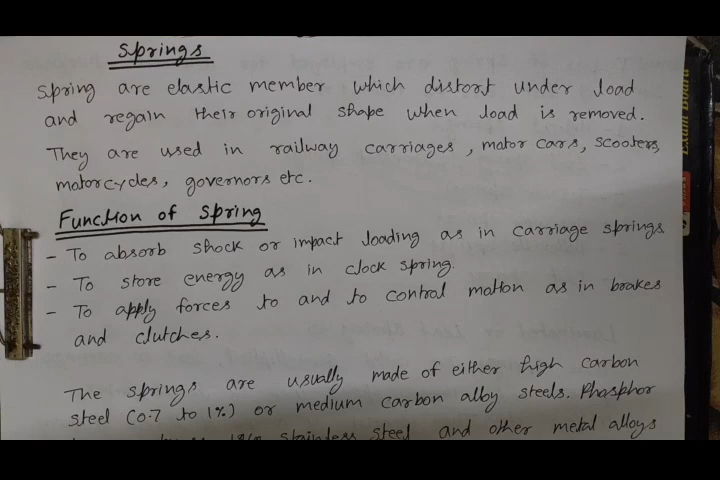 Springs
Spring are elastic member which distort under load
and regain their original shape when load is removed.
They are used in railway carriages, motor cars, scooters,
motorcycles, governors etc.
Function of Spring
- To absorb shock or impact loading as in carriage springs
- To store energy as in clock spring.
- To apply forces to and to control motion as in brakes
and clutches.
The springs are usually made of either high carbon
steel (0.7 to 1%) or medium carbon alloy steels. Phosphor
stainless steel and other metal alloys